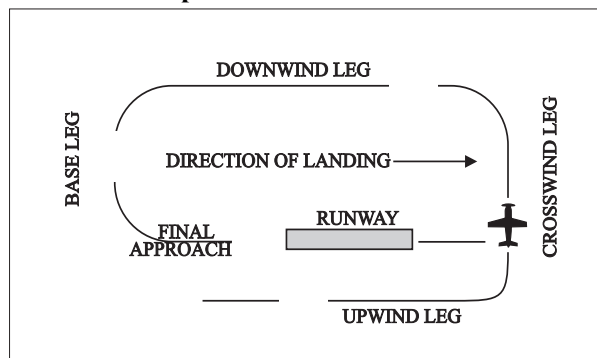 DOWNWIND LEG
BASE LEG
CROSSWIND LEG
DIRECTION OF LANDING
RUNWAY
FINAL
APPROACH
UPWIND LEG